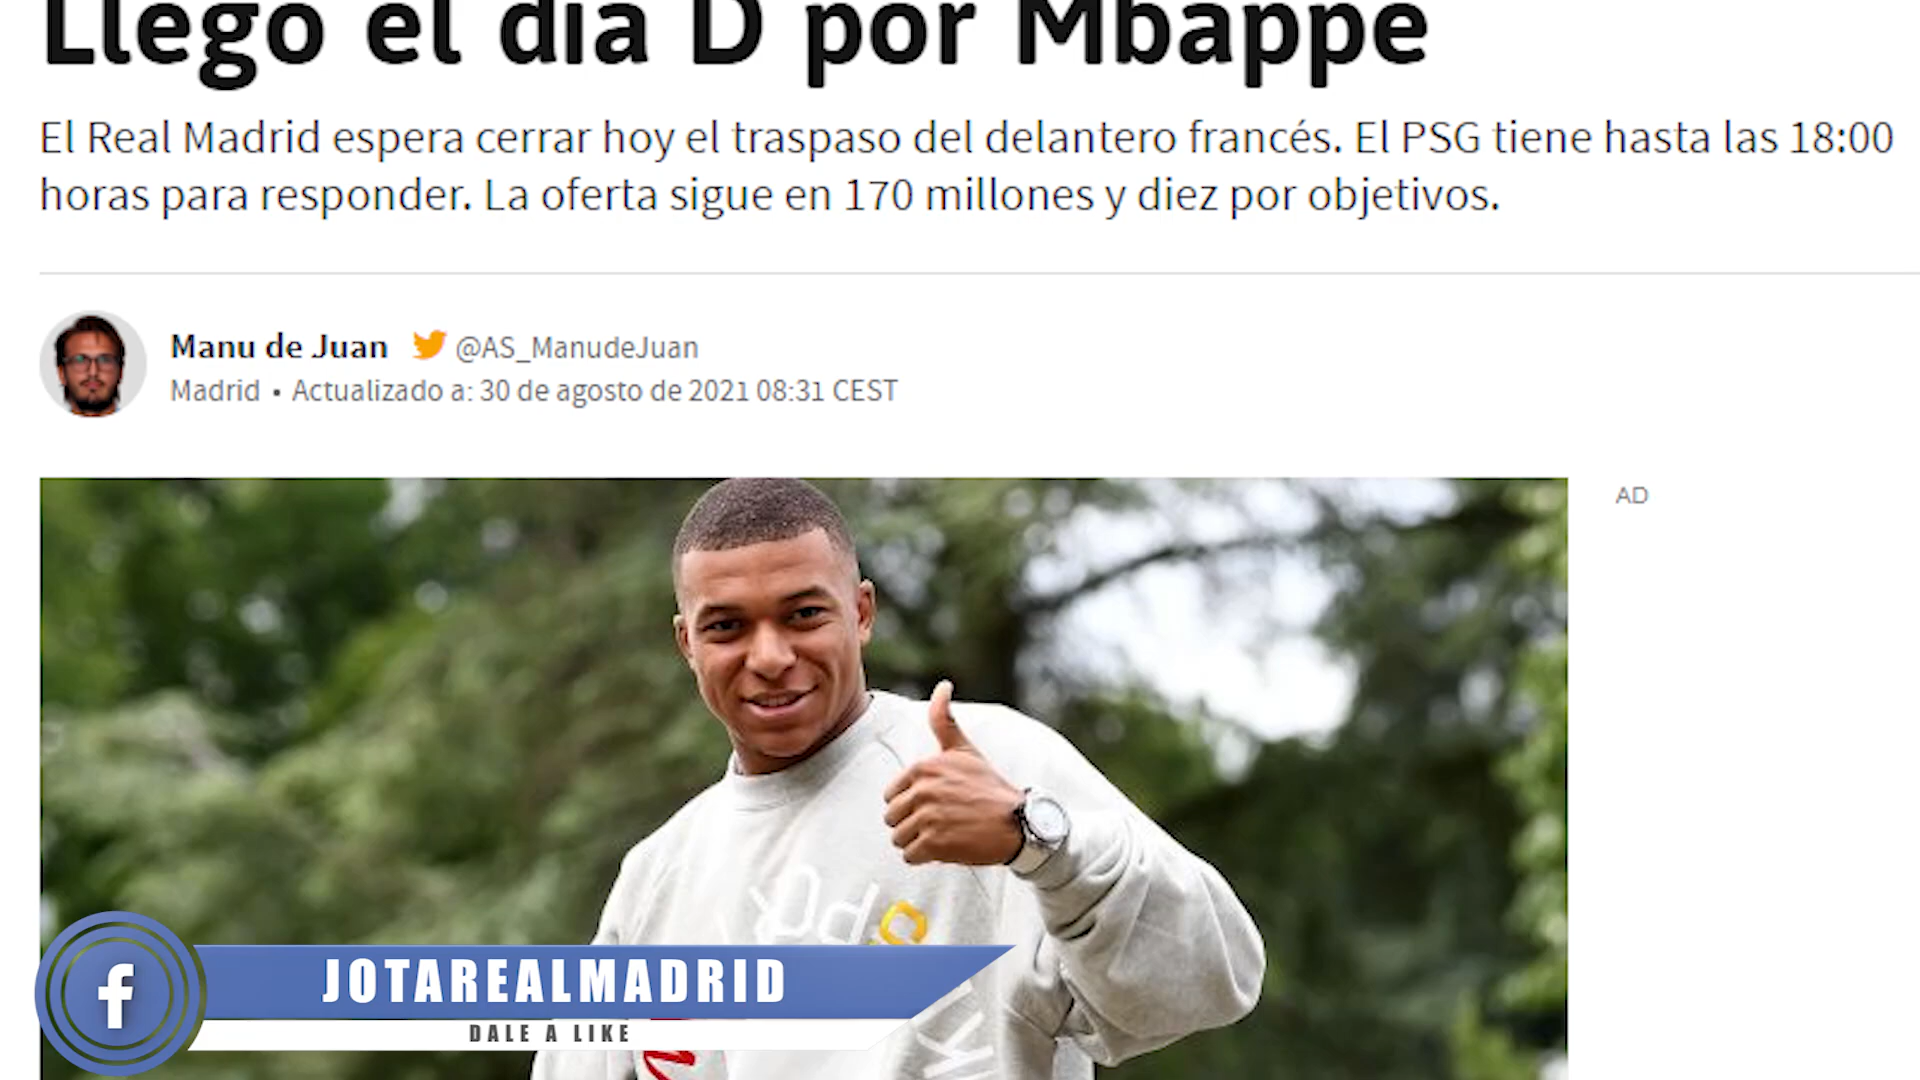 Llegó el día D por Mbappé
El Real Madrid espera cerrar hoy el traspaso del delantero francés. El PSG tiene hasta las 18:00
horas para responder. La oferta sigue en 170 millones y diez por objetivos.
Manu de Juan @AS_ManudeJuan
Madrid • Actualizado a: 30 de agosto de 2021 08:31 CEST
AD
JOTAREALMADRID
DALE A LIKE